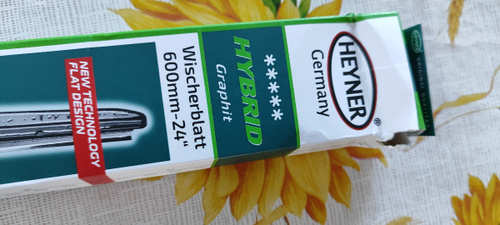 HEYNER®
Germany
*****
HYBRID
Graphit
Wischerblatt
600mm-24"
NEW TECHNOLOGY
FLAT DESIGN